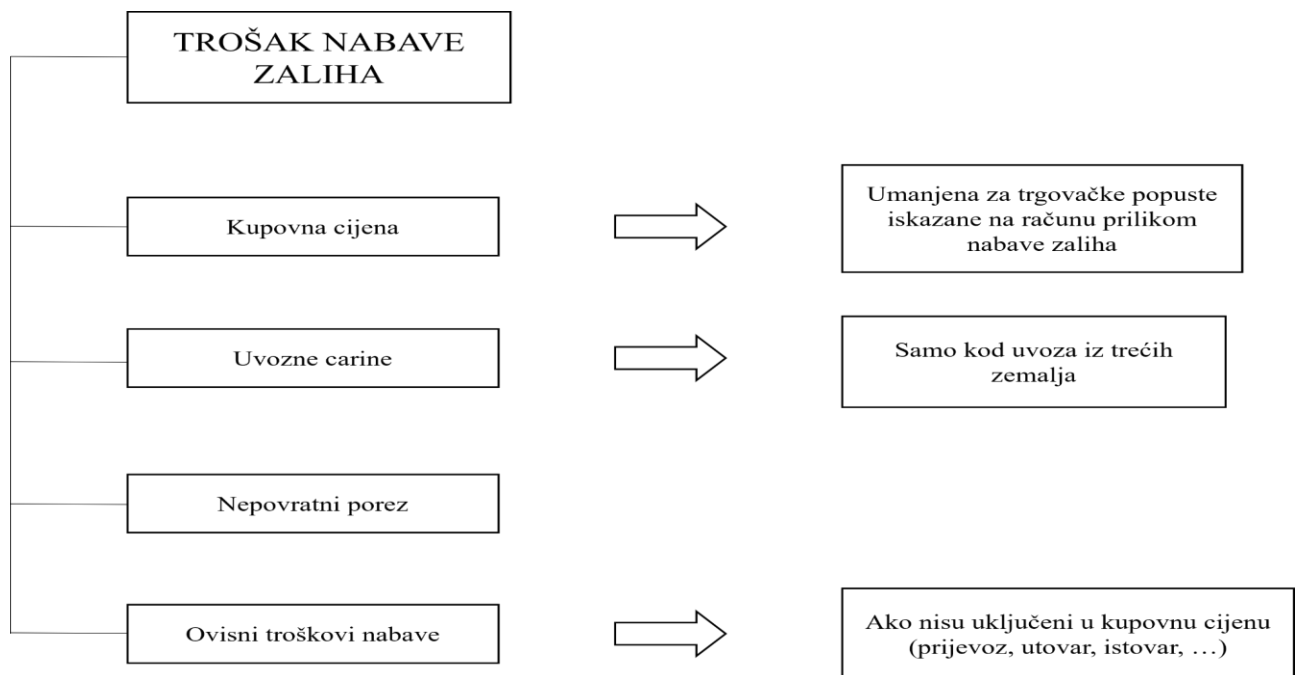 TROŠAK NABAVE
ZALIHA
Kupovna cijena
Umanjena za trgovačke popuste
iskazane na računu prilikom
nabave zaliha
Uvozne carine
Samo kod uvoza iz trećih
zemalja
Nepovratni porez
Ovisni troškovi nabave
Ako nisu uključeni u kupovnu cijenu
(prijevoz, utovar, istovar, …)